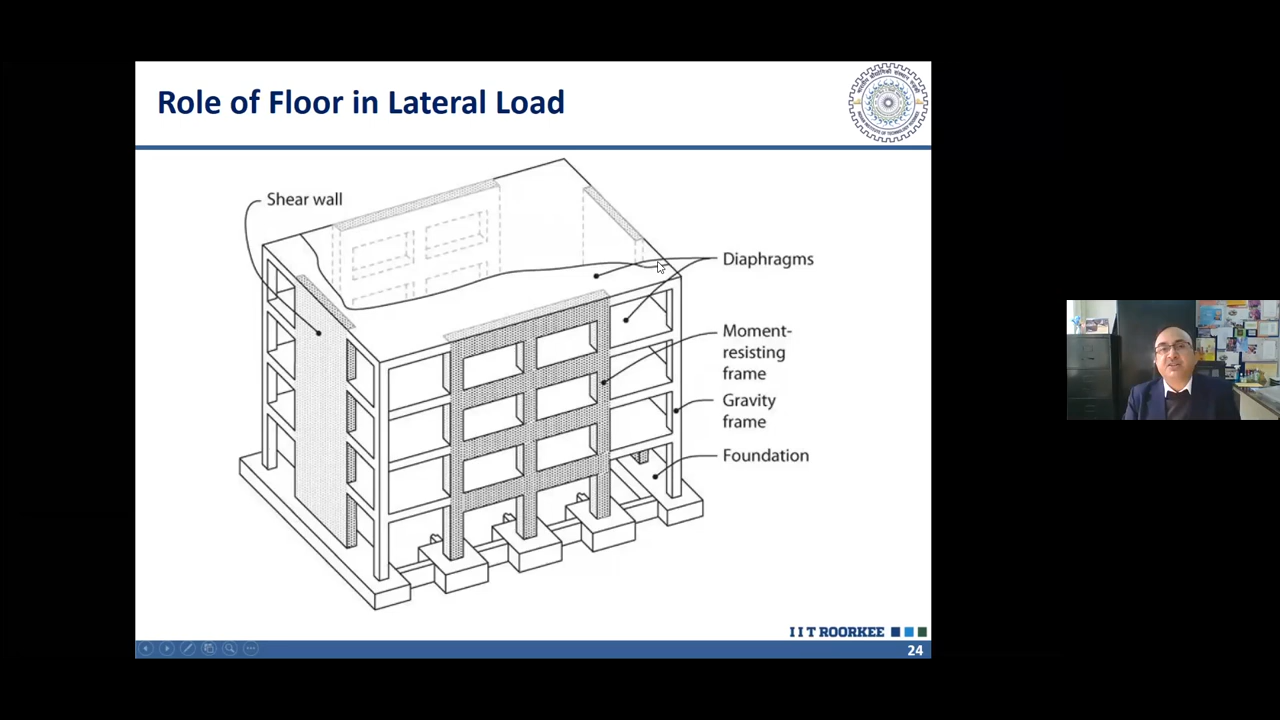 Role of Floor in Lateral Load
Shear wall
Diaphragms
Moment-
resisting
frame
Gravity
frame
Foundation
I I T ROORKEE
24